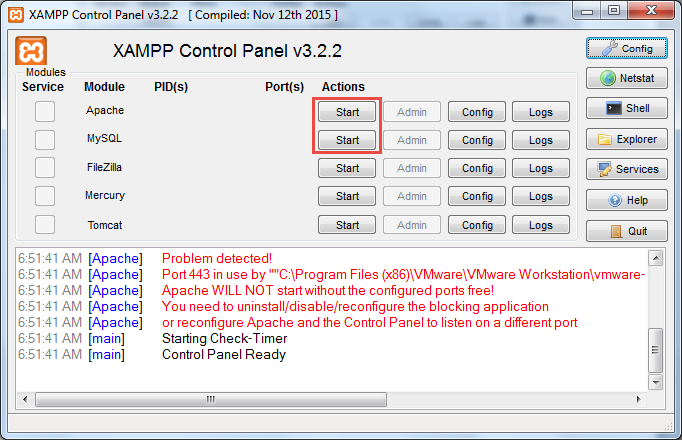 XAMPP Control Panel v3.2.2 [ Compiled: Nov 12th 2015 ]
XAMPP Control Panel v3.2.2
Config
Modules
Service Module PID(s) Port(s) Actions
Netstat
Apache Start Admin Config Logs
Shell
MySQL Start Admin Config Logs
Explorer
FileZilla Start Admin Config Logs
Services
Mercury Start Admin Config Logs
Help
Tomcat Start Admin Config Logs
Quit
6:51:41 AM [Apache] Problem detected!
6:51:41 AM [Apache] Port 443 in use by ""C:\Program Files (x86)\VMware\VMware Workstation\vmware-
6:51:41 AM [Apache] Apache WILL NOT start without the configured ports free!
6:51:41 AM [Apache] You need to uninstall/disable/reconfigure the blocking application
6:51:41 AM [Apache] or reconfigure Apache and the Control Panel to listen on a different port
6:51:41 AM [main] Starting Check-Timer
6:51:41 AM [main] Control Panel Ready